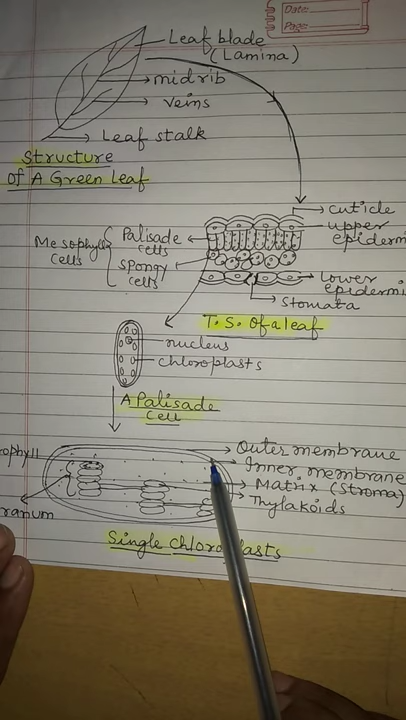 Date
Page
Leaf blade
(Lamina)
midrib
veins
Leaf stalk
Structure
of A Green Leaf
cuticle
upper
epidermi
Mesophyll
cells
Palisade
cells
spongy
cells
Lower
epidermi
Stomata
T. S. of a leaf
nucleus
chloroplasts
A Palisade
Cell
rophyll
Outer membrane
Inner membrane
Matrix (Stroma)
Thylakoids
ranum
Single Chloroplasts